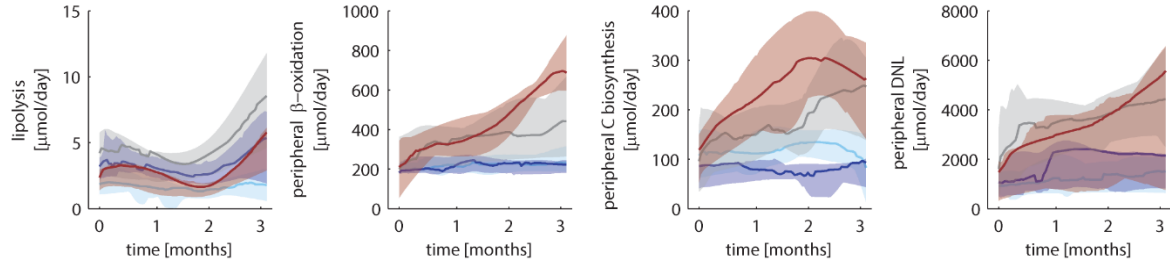 lipolysis
[μmol/day]
15
10
5
0
0 1 2 3
time [months]
peripheral β-oxidation
[μmol/day]
1000
800
600
400
200
0
0 1 2 3
time [months]
peripheral C biosynthesis
[μmol/day]
400
300
200
100
0
0 1 2 3
time [months]
peripheral DNL
[μmol/day]
8000
6000
4000
2000
0
0 1 2 3
time [months]